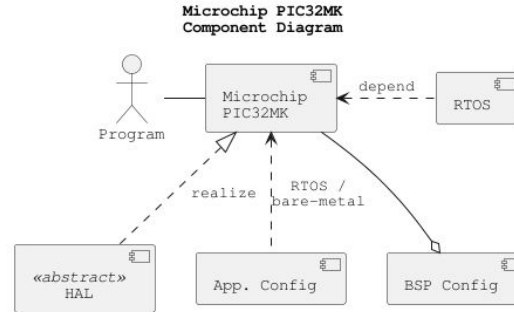 Microchip PIC32MK
Component Diagram
Microchip
PIC32MK
depend
RTOS
Program
realize
RTOS /
bare-metal
«abstract»
HAL
App. Config
BSP Config